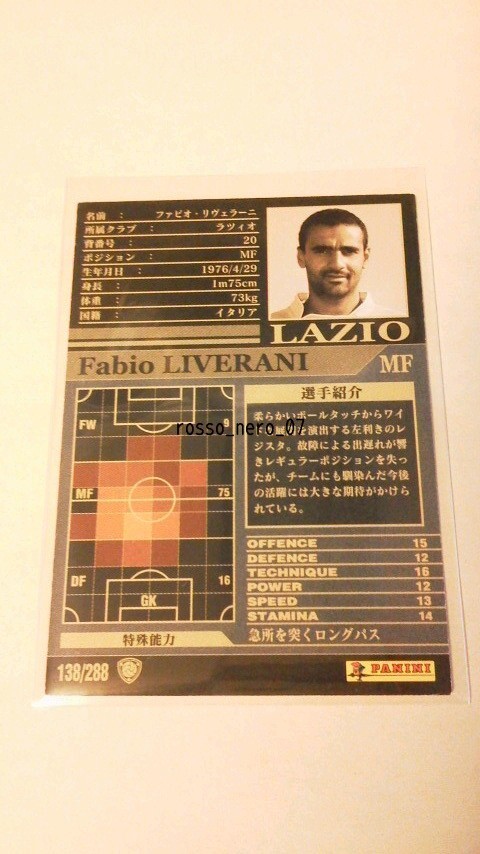 名前 : ファビオ・リヴェラーニ
所属クラブ : ラツィオ
背番号 : 20
ポジション : MF
生年月日 : 1976/4/29
身長 : 1m75cm
体重 : 73kg
国籍 : イタリア
LAZIO
Fabio LIVERANI MF
FW 9
MF 75
DF 16
GK
rosso_nero_07
選手紹介
柔らかいボールタッチからワイ
を演出する左利きのレ
ジスタ。故障による出遅れが響
きレギュラーポジションを失っ
たが、チームにも馴染んだ今後
の活躍には大きな期待がかけら
れている。
OFFENCE 15
DEFENCE 12
TECHNIQUE 16
POWER 12
SPEED 13
STAMINA 14
特殊能力 急所を突くロングパス
138/288
PANINI